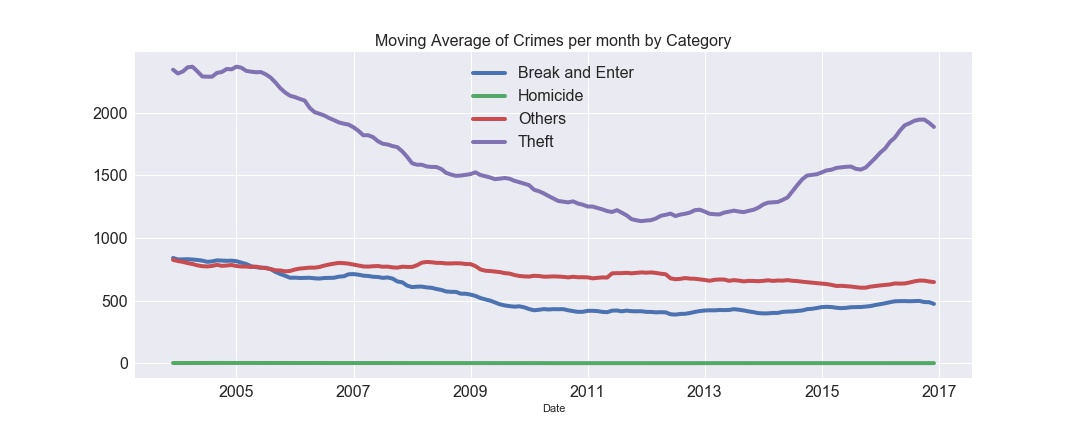 Moving Average of Crimes per month by Category
Break and Enter
Homicide
Others
Theft
2000
1500
1000
500
0
2005 2007 2009 2011 2013 2015 2017
Date